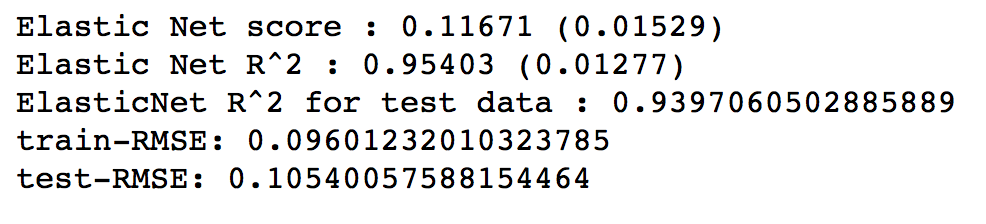 Elastic Net score : 0.11671 (0.01529)
Elastic Net R^2 : 0.95403 (0.01277)
ElasticNet R^2 for test data : 0.9397060502885889
train-RMSE: 0.09601232010323785
test-RMSE: 0.10540057588154464